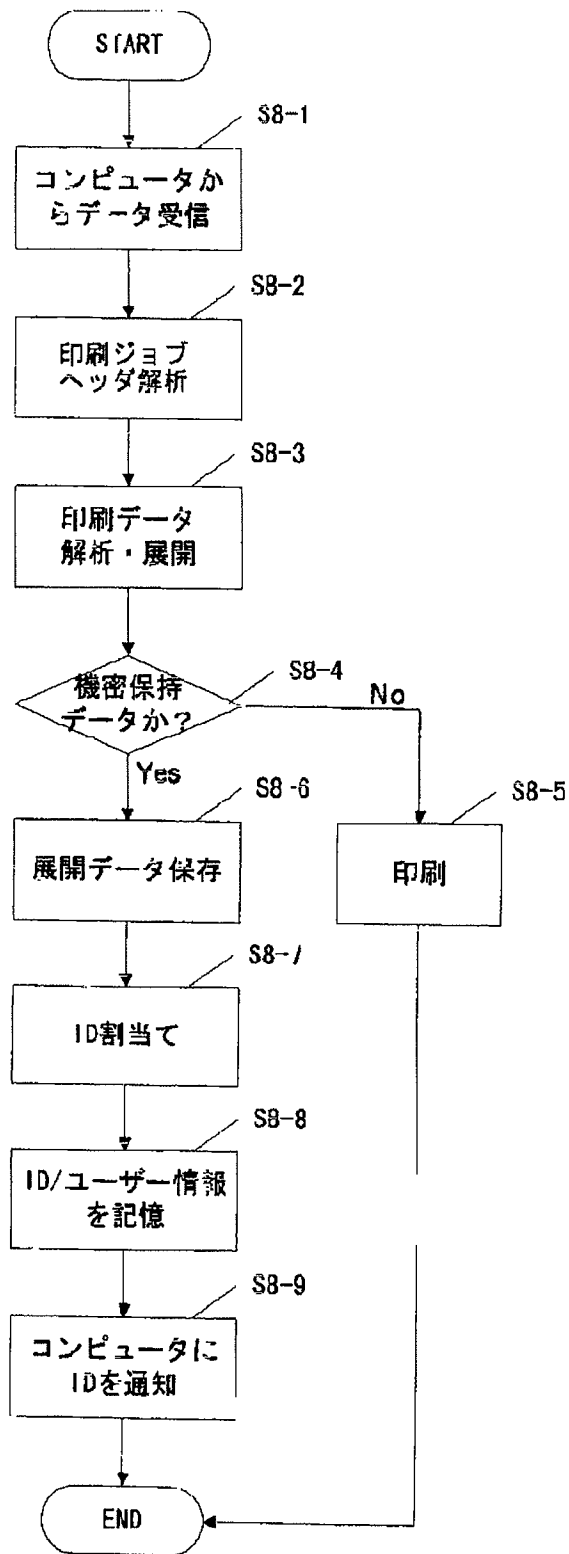 START
S8-1
コンピュータか
らデータ受信
S8-2
印刷ジョブ
ヘッダ解析
S8-3
印刷データ
解析・展開
S8-4
機密保持
データか？
No
Yes
S8-6
展開データ保存
S8-5
印刷
S8-7
ID割当て
S8-8
ID/ユーザー情報
を記憶
S8-9
コンピュータに
IDを通知
END